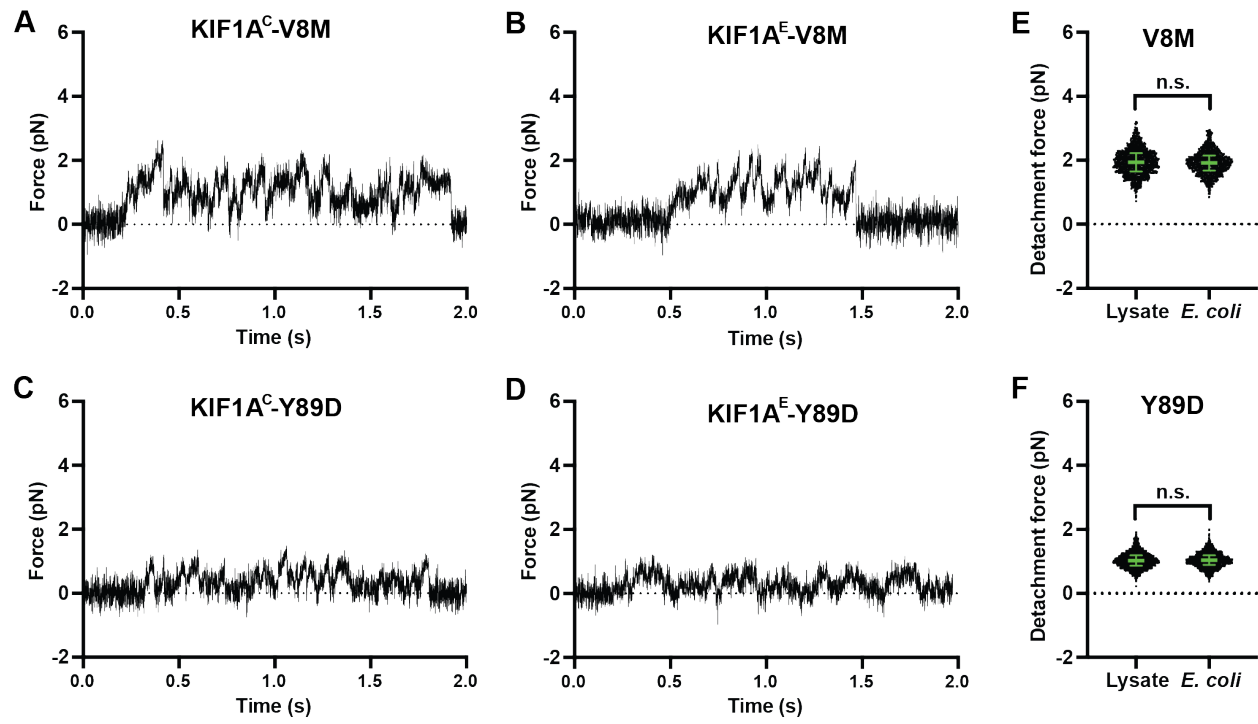 A
KIF1A^C-V8M
Force (pN)
6
4
2
0
-2
0.0 0.5 1.0 1.5 2.0
Time (s)
B
KIF1A^E-V8M
Force (pN)
6
4
2
0
-2
0.0 0.5 1.0 1.5 2.0
Time (s)
E
V8M
n.s.
Detachment force (pN)
6
4
2
0
-2
Lysate E. coli
C
KIF1A^C-Y89D
Force (pN)
6
4
2
0
-2
0.0 0.5 1.0 1.5 2.0
Time (s)
D
KIF1A^E-Y89D
Force (pN)
6
4
2
0
-2
0.0 0.5 1.0 1.5 2.0
Time (s)
F
Y89D
n.s.
Detachment force (pN)
6
4
2
0
-2
Lysate E. coli